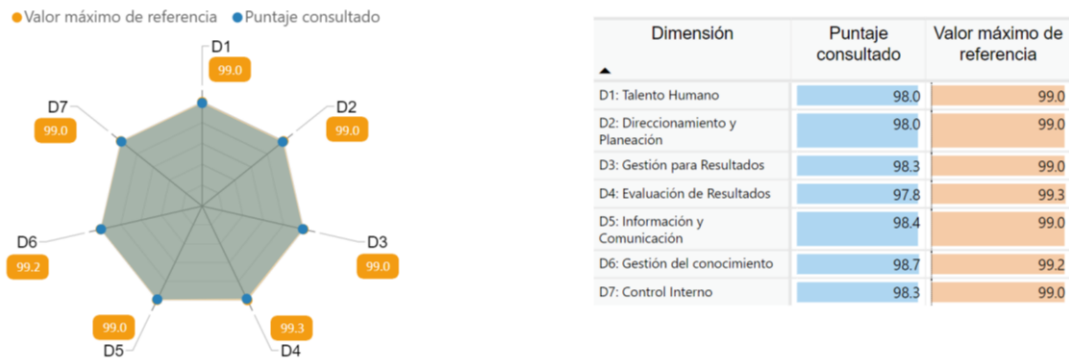 Valor máximo de referencia Puntaje consultado
D1
99.0
D7
99.0
D2
99.0
D6
99.2
D3
99.0
99.0
D5
99.3
D4
Dimensión Puntaje consultado Valor máximo de referencia
D1: Talento Humano 98.0 99.0
D2: Direccionamiento y Planeación 98.0 99.0
D3: Gestión para Resultados 98.3 99.0
D4: Evaluación de Resultados 97.8 99.3
D5: Información y Comunicación 98.4 99.0
D6: Gestión del conocimiento 98.7 99.2
D7: Control Interno 98.3 99.0